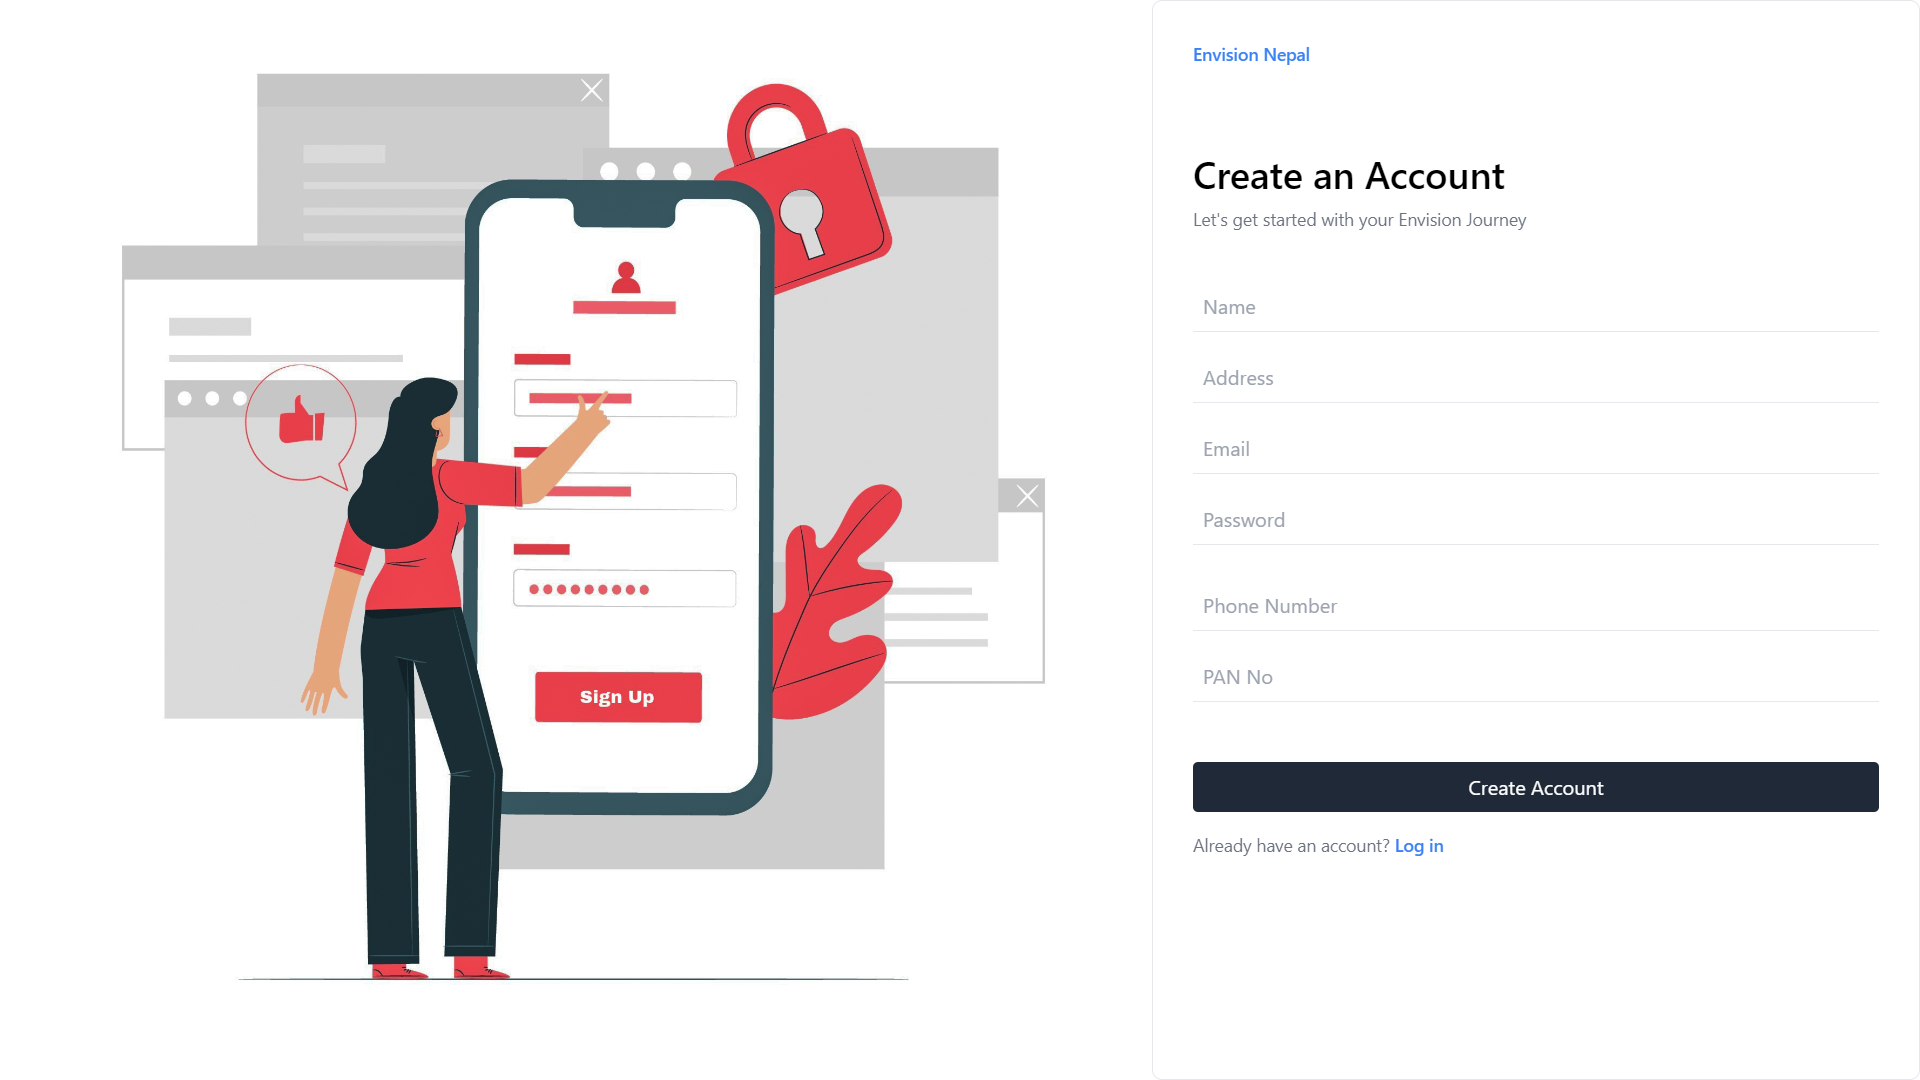 Envision Nepal
Create an Account
Let's get started with your Envision Journey
Name
Address
Email
Password
Phone Number
PAN No
Create Account
Already have an account? Log in
Sign Up